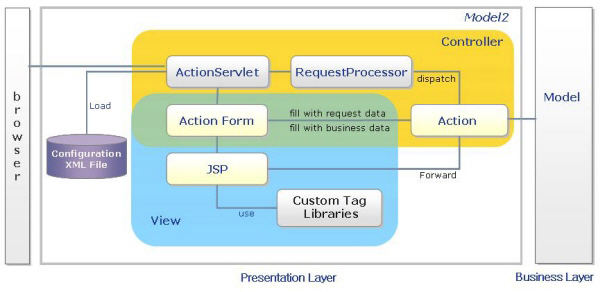 Model2
Controller
ActionServlet
RequestProcessor
dispatch
browser
Load
Model
Action Form
fill with request data
fill with business data
Action
Configuration
XML File
JSP
Forward
Custom Tag
Libraries
use
View
Presentation Layer
Business Layer